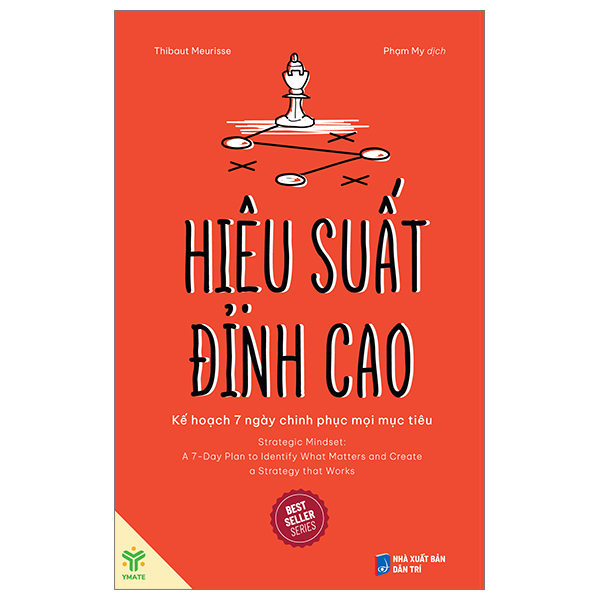 Thibaut Meurisse
Phạm My dịch
HIỆU SUẤT
ĐỈNH CAO
Kế hoạch 7 ngày chinh phục mọi mục tiêu
Strategic Mindset:
A 7-Day Plan to Identify What Matters and Create
a Strategy that Works
BEST
SELLER
SERIES
YMATE
NHÀ XUẤT BẢN
DÂN TRÍ